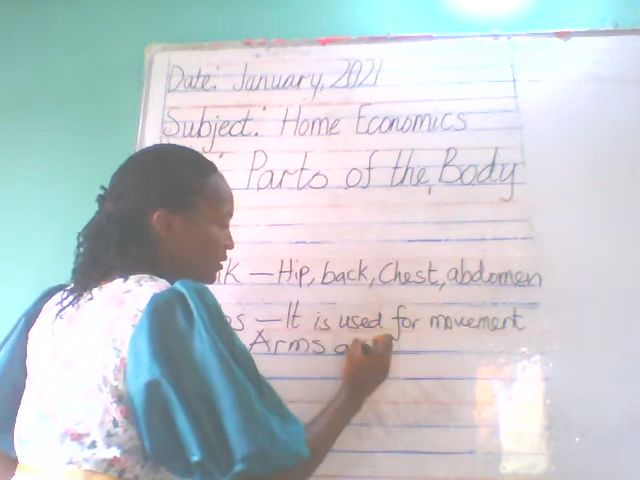 Date: January, 2021
Subject: Home Economics
Parts of the Body
— Hip, back, Chest, abdomen
— It is used for movement
Arms